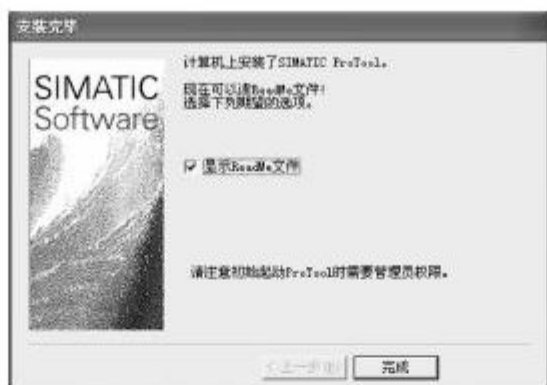 安装完毕
SIMATIC
Software
计算机上安装了SIMATIC ProTool。
现在可以读ReadMe文件!
选择下列期望的选项。
显示ReadMe文件
请注意初始起动ProTool时需要管理员权限。
<上一步(B)
完成